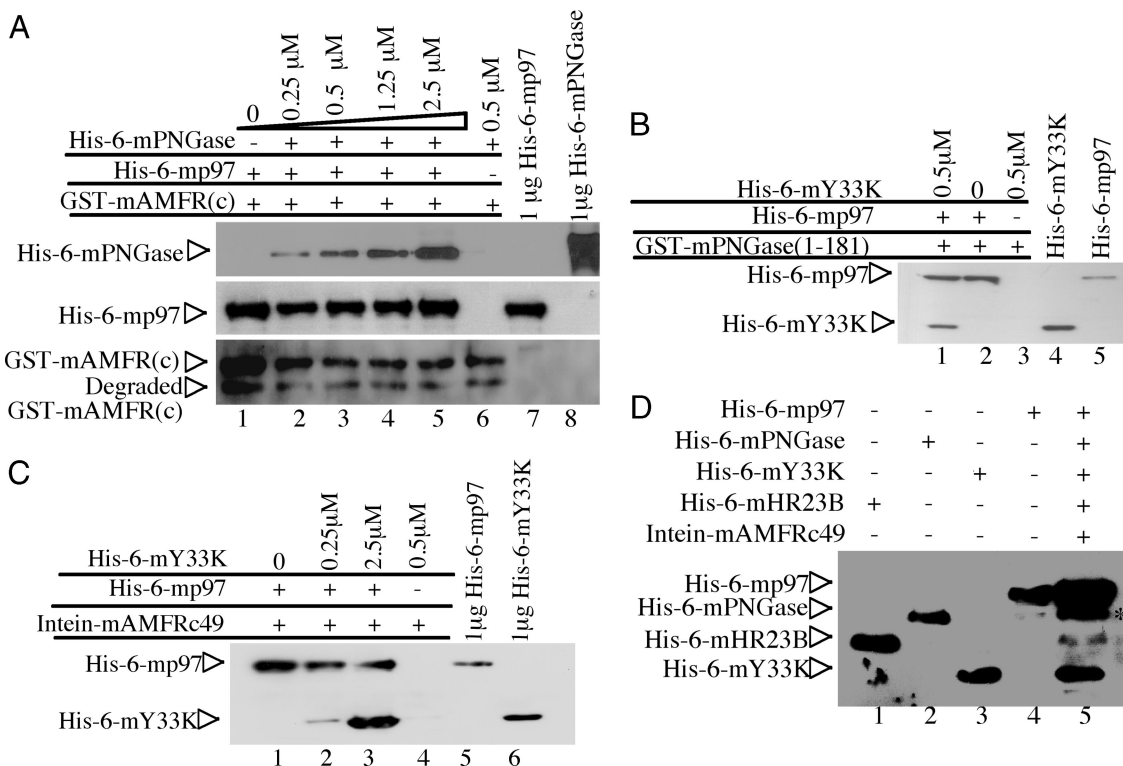 A
0
0.25 µM
0.5 µM
1.25 µM
2.5 µM
0.5 µM
1 µg His-6-mp97
1µg His-6-mPNGase
His-6-mPNGase - + + + + +
His-6-mp97 + + + + + -
GST-mAMFR(c) + + + + + +
His-6-mPNGase
His-6-mp97
GST-mAMFR(c)
Degraded
GST-mAMFR(c)
1 2 3 4 5 6 7 8
B
0.5µM
0
0.5µM
His-6-mY33K
His-6-mp97
His-6-mY33K
His-6-mp97 + + -
GST-mPNGase(1-181) + + +
His-6-mp97
His-6-mY33K
1 2 3 4 5
C
0
0.25µM
2.5µM
0.5µM
1µg His-6-mp97
1µg His-6-mY33K
His-6-mY33K
His-6-mp97 + + + -
Intein-mAMFRc49 + + + +
His-6-mp97
His-6-mY33K
1 2 3 4 5 6
D
His-6-mp97 - - - + +
His-6-mPNGase - + - - +
His-6-mY33K - - + - +
His-6-mHR23B + - - - +
Intein-mAMFRc49 - - - - +
His-6-mp97
His-6-mPNGase
*
His-6-mHR23B
His-6-mY33K
1 2 3 4 5